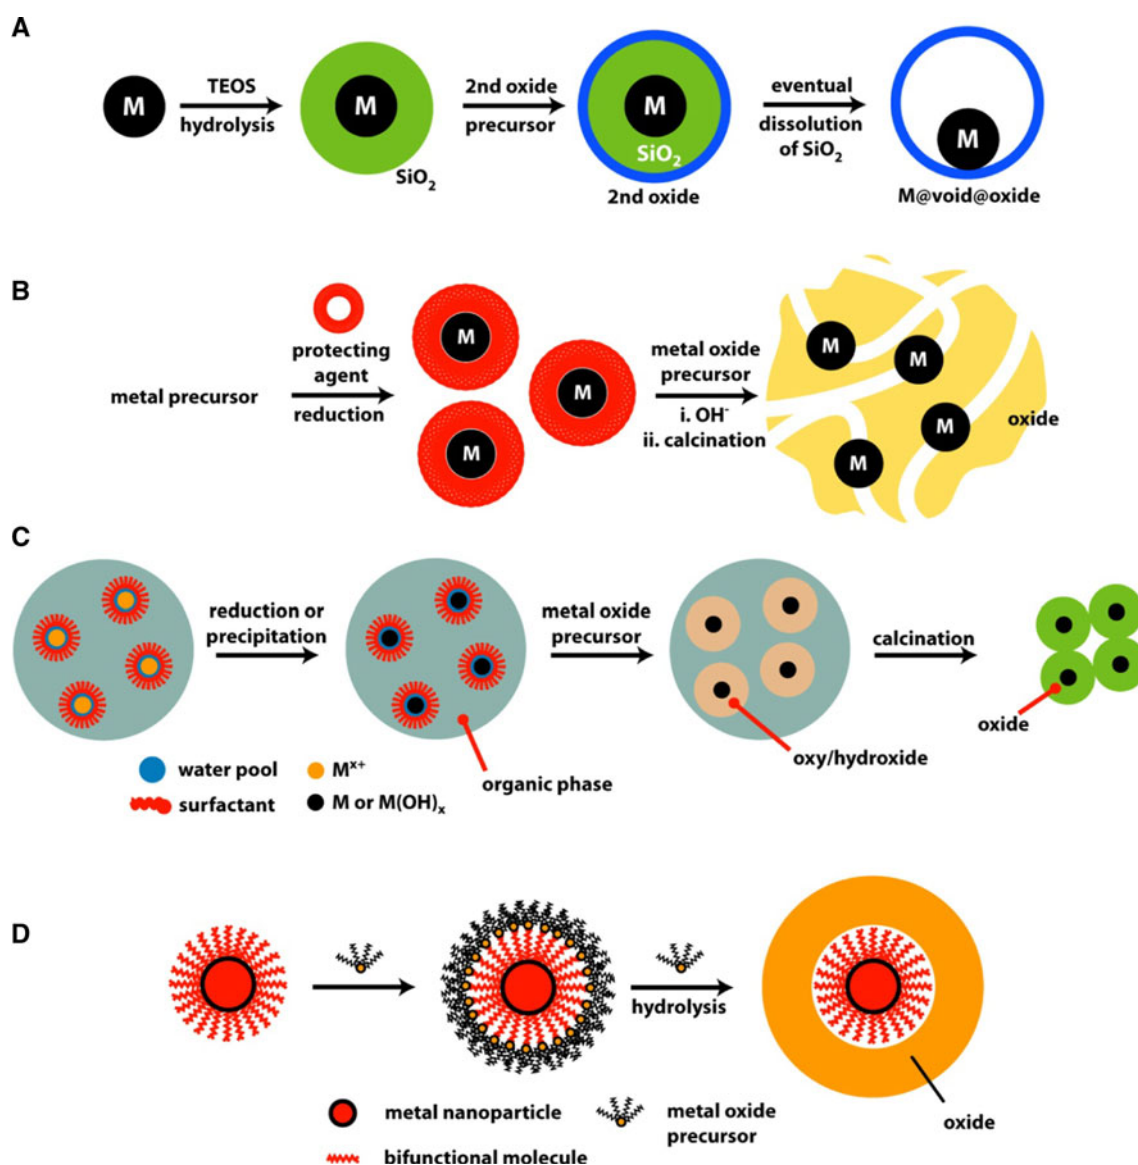 A
M
TEOS
hydrolysis
M
SiO₂
2nd oxide
precursor
M
SiO₂
2nd oxide
eventual
dissolution
of SiO₂
M
M@void@oxide
B
metal precursor
protecting
agent
reduction
M
M
M
metal oxide
precursor
i. OH⁻
ii. calcination
M
M
M
M
oxide
C
reduction or
precipitation
metal oxide
precursor
calcination
oxide
oxy/hydroxide
organic phase
water pool
Mˣ⁺
surfactant
M or M(OH)ₓ
D
hydrolysis
oxide
metal nanoparticle
metal oxide
precursor
bifunctional molecule